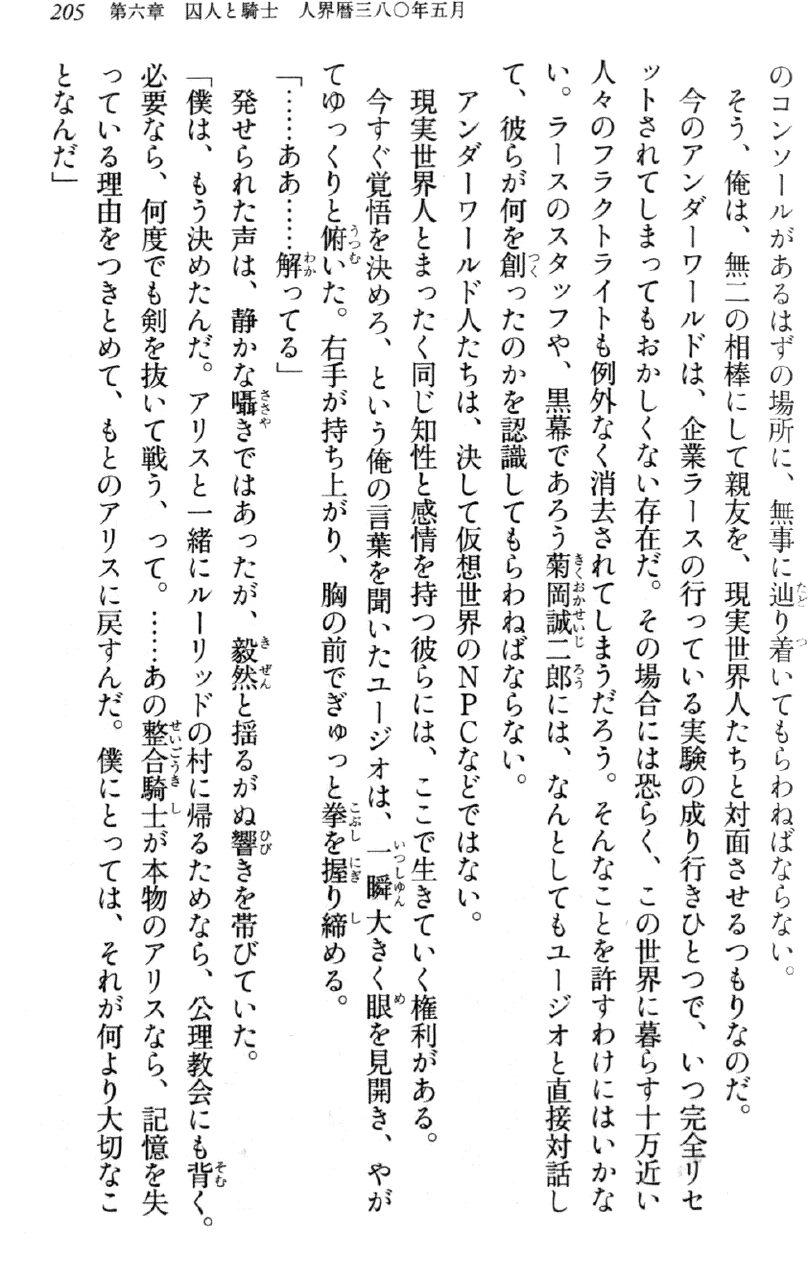 205 第六章 囚人と騎士 人界暦三八〇年五月
のコンソールがあるはずの場所に、無事に辿り着いてもらわねばならない。
そう、俺は、無二の相棒にして親友を、現実世界人たちと対面させるつもりなのだ。
今のアンダーワールドは、企業ラースの行っている実験の成り行きひとつで、いつ完全リセ
ットされてしまってもおかしくない存在だ。その場合には恐らく、この世界に暮らす十万近い
人々のフラクトライトも例外なく消去されてしまうだろう。そんなことを許すわけにはいかな
い。ラースのスタッフや、黒幕であろう菊岡誠二郎には、なんとしてもユージオと直接対話し
て、彼らが何を創ったのかを認識してもらわねばならない。
アンダーワールド人たちは、決して仮想世界のNPCなどではない。
現実世界人とまったく同じ知性と感情を持つ彼らには、ここで生きていく権利がある。
今すぐ覚悟を決めろ、という俺の言葉を聞いたユージオは、一瞬大きく眼を見開き、やが
てゆっくりと俯いた。右手が持ち上がり、胸の前でぎゅっと拳を握り締める。
「……ああ……解ってる」
発せられた声は、静かな囁きではあったが、毅然と揺るがぬ響きを帯びていた。
「僕は、もう決めたんだ。アリスと一緒にルーリッドの村に帰るためなら、公理教会にも背く。
必要なら、何度でも剣を抜いて戦う、って。……あの整合騎士が本物のアリスなら、記憶を失
っている理由をつきとめて、もとのアリスに戻すんだ。僕にとっては、それが何より大切なこ
となんだ」